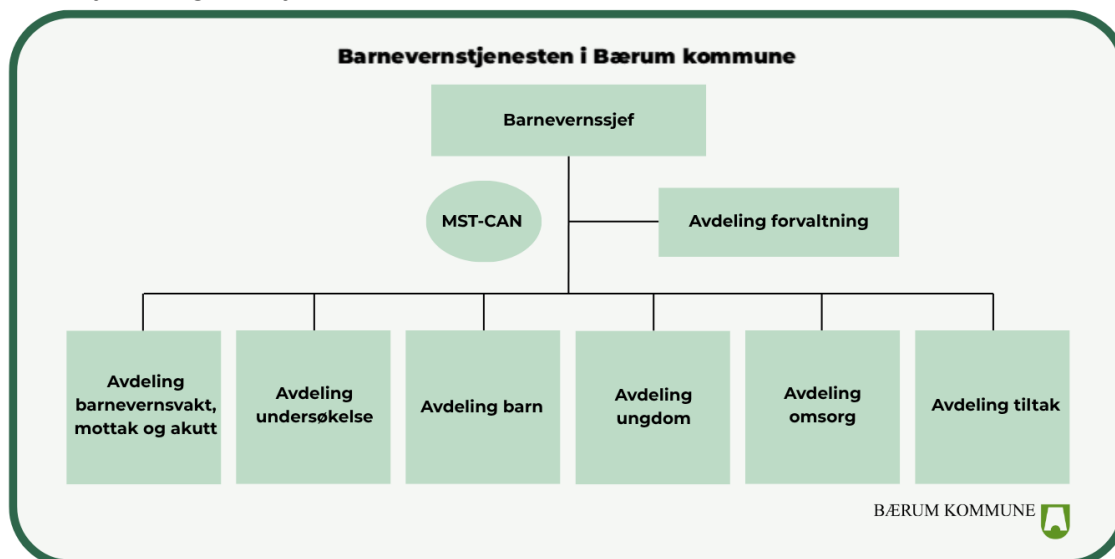 Barnevernstjenesten i Bærum kommune
Barnevernssjef
MST-CAN
Avdeling forvaltning
Avdeling
barnevernsvakt,
mottak og akutt
Avdeling
undersøkelse
Avdeling barn
Avdeling
ungdom
Avdeling
omsorg
Avdeling tiltak
BÆRUM KOMMUNE